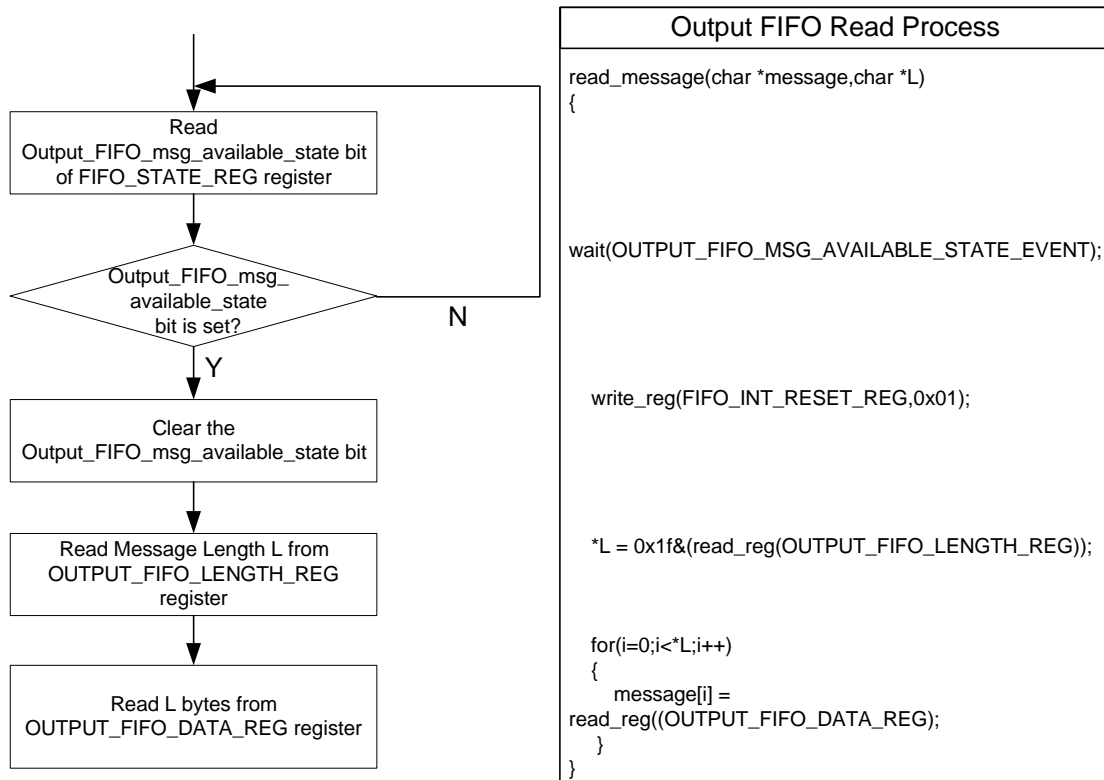 Read
Output_FIFO_msg_available_state bit
of FIFO_STATE_REG register
Output_FIFO_msg_
available_state
bit is set?
N
Y
Clear the
Output_FIFO_msg_available_state bit
Read Message Length L from
OUTPUT_FIFO_LENGTH_REG
register
Read L bytes from
OUTPUT_FIFO_DATA_REG register
Output FIFO Read Process
read_message(char *message,char *L)
{
wait(OUTPUT_FIFO_MSG_AVAILABLE_STATE_EVENT);
write_reg(FIFO_INT_RESET_REG,0x01);
*L = 0x1f&(read_reg(OUTPUT_FIFO_LENGTH_REG));
for(i=0;i<*L;i++)
{
message[i] =
read_reg((OUTPUT_FIFO_DATA_REG);
}
}